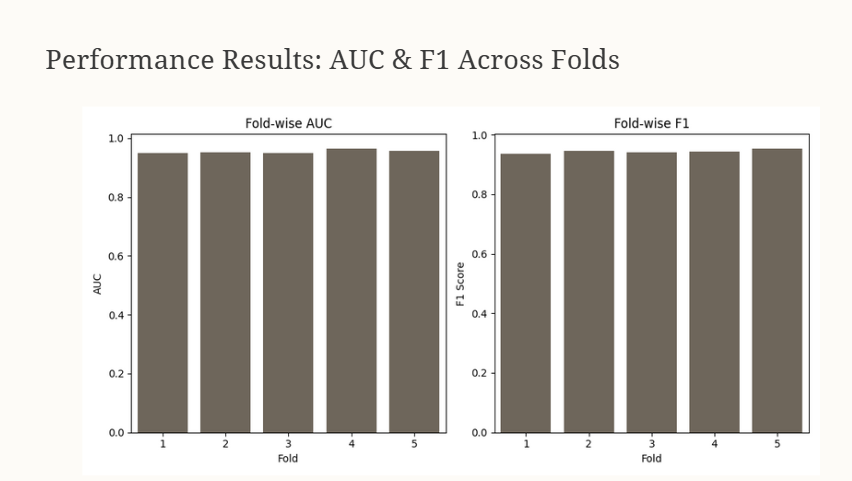 Performance Results: AUC & F1 Across Folds
Fold-wise AUC
1.0
0.8
0.6
0.4
0.2
0.0
AUC
1 2 3 4 5
Fold
Fold-wise F1
1.0
0.8
0.6
0.4
0.2
0.0
F1 Score
1 2 3 4 5
Fold